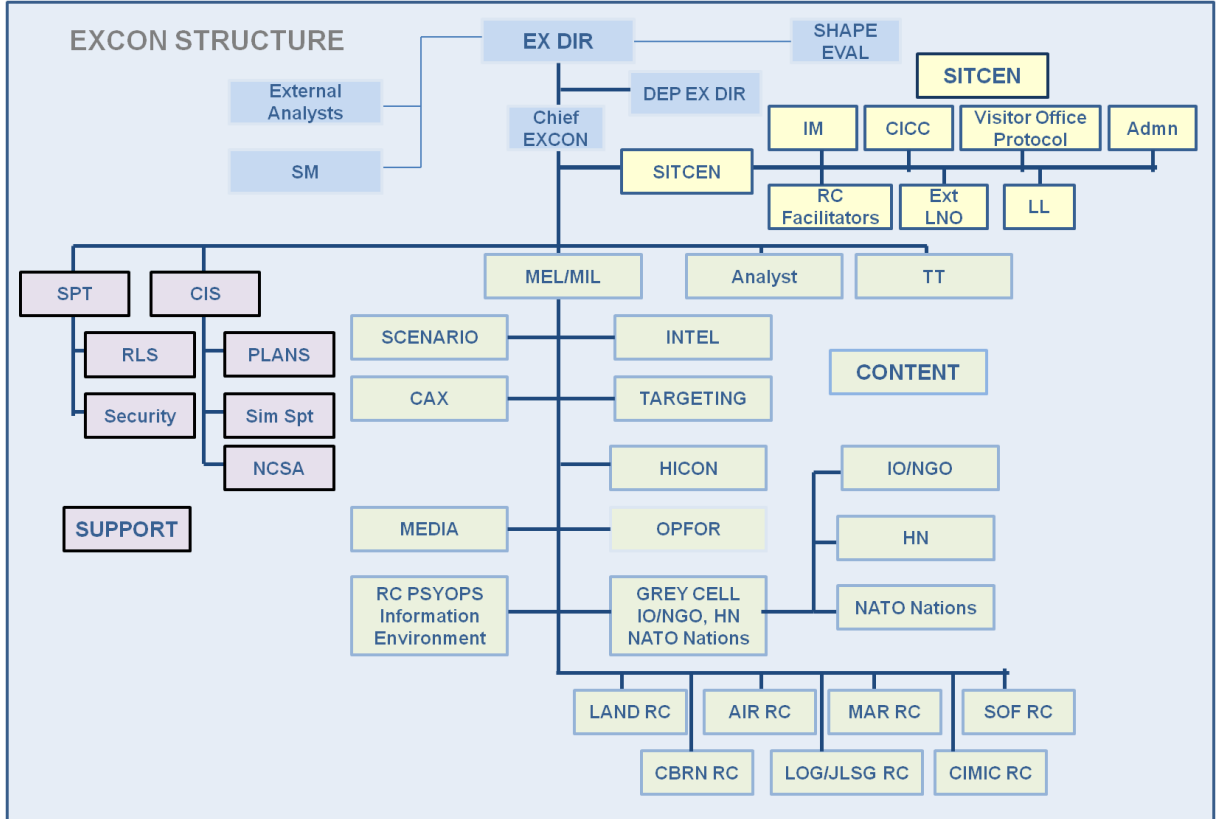 EXCON STRUCTURE
EX DIR
SHAPE
EVAL
External
Analysts
DEP EX DIR
SITCEN
Chief
EXCON
IM
CICC
Visitor Office
Protocol
Admn
SM
SITCEN
RC
Facilitators
Ext
LNO
LL
SPT
CIS
MEL/MIL
Analyst
TT
RLS
PLANS
SCENARIO
INTEL
CONTENT
Security
Sim Spt
CAX
TARGETING
NCSA
HICON
IO/NGO
SUPPORT
MEDIA
OPFOR
HN
RC PSYOPS
Information
Environment
GREY CELL
IO/NGO, HN
NATO Nations
NATO Nations
LAND RC
AIR RC
MAR RC
SOF RC
CBRN RC
LOG/JLSG RC
CIMIC RC